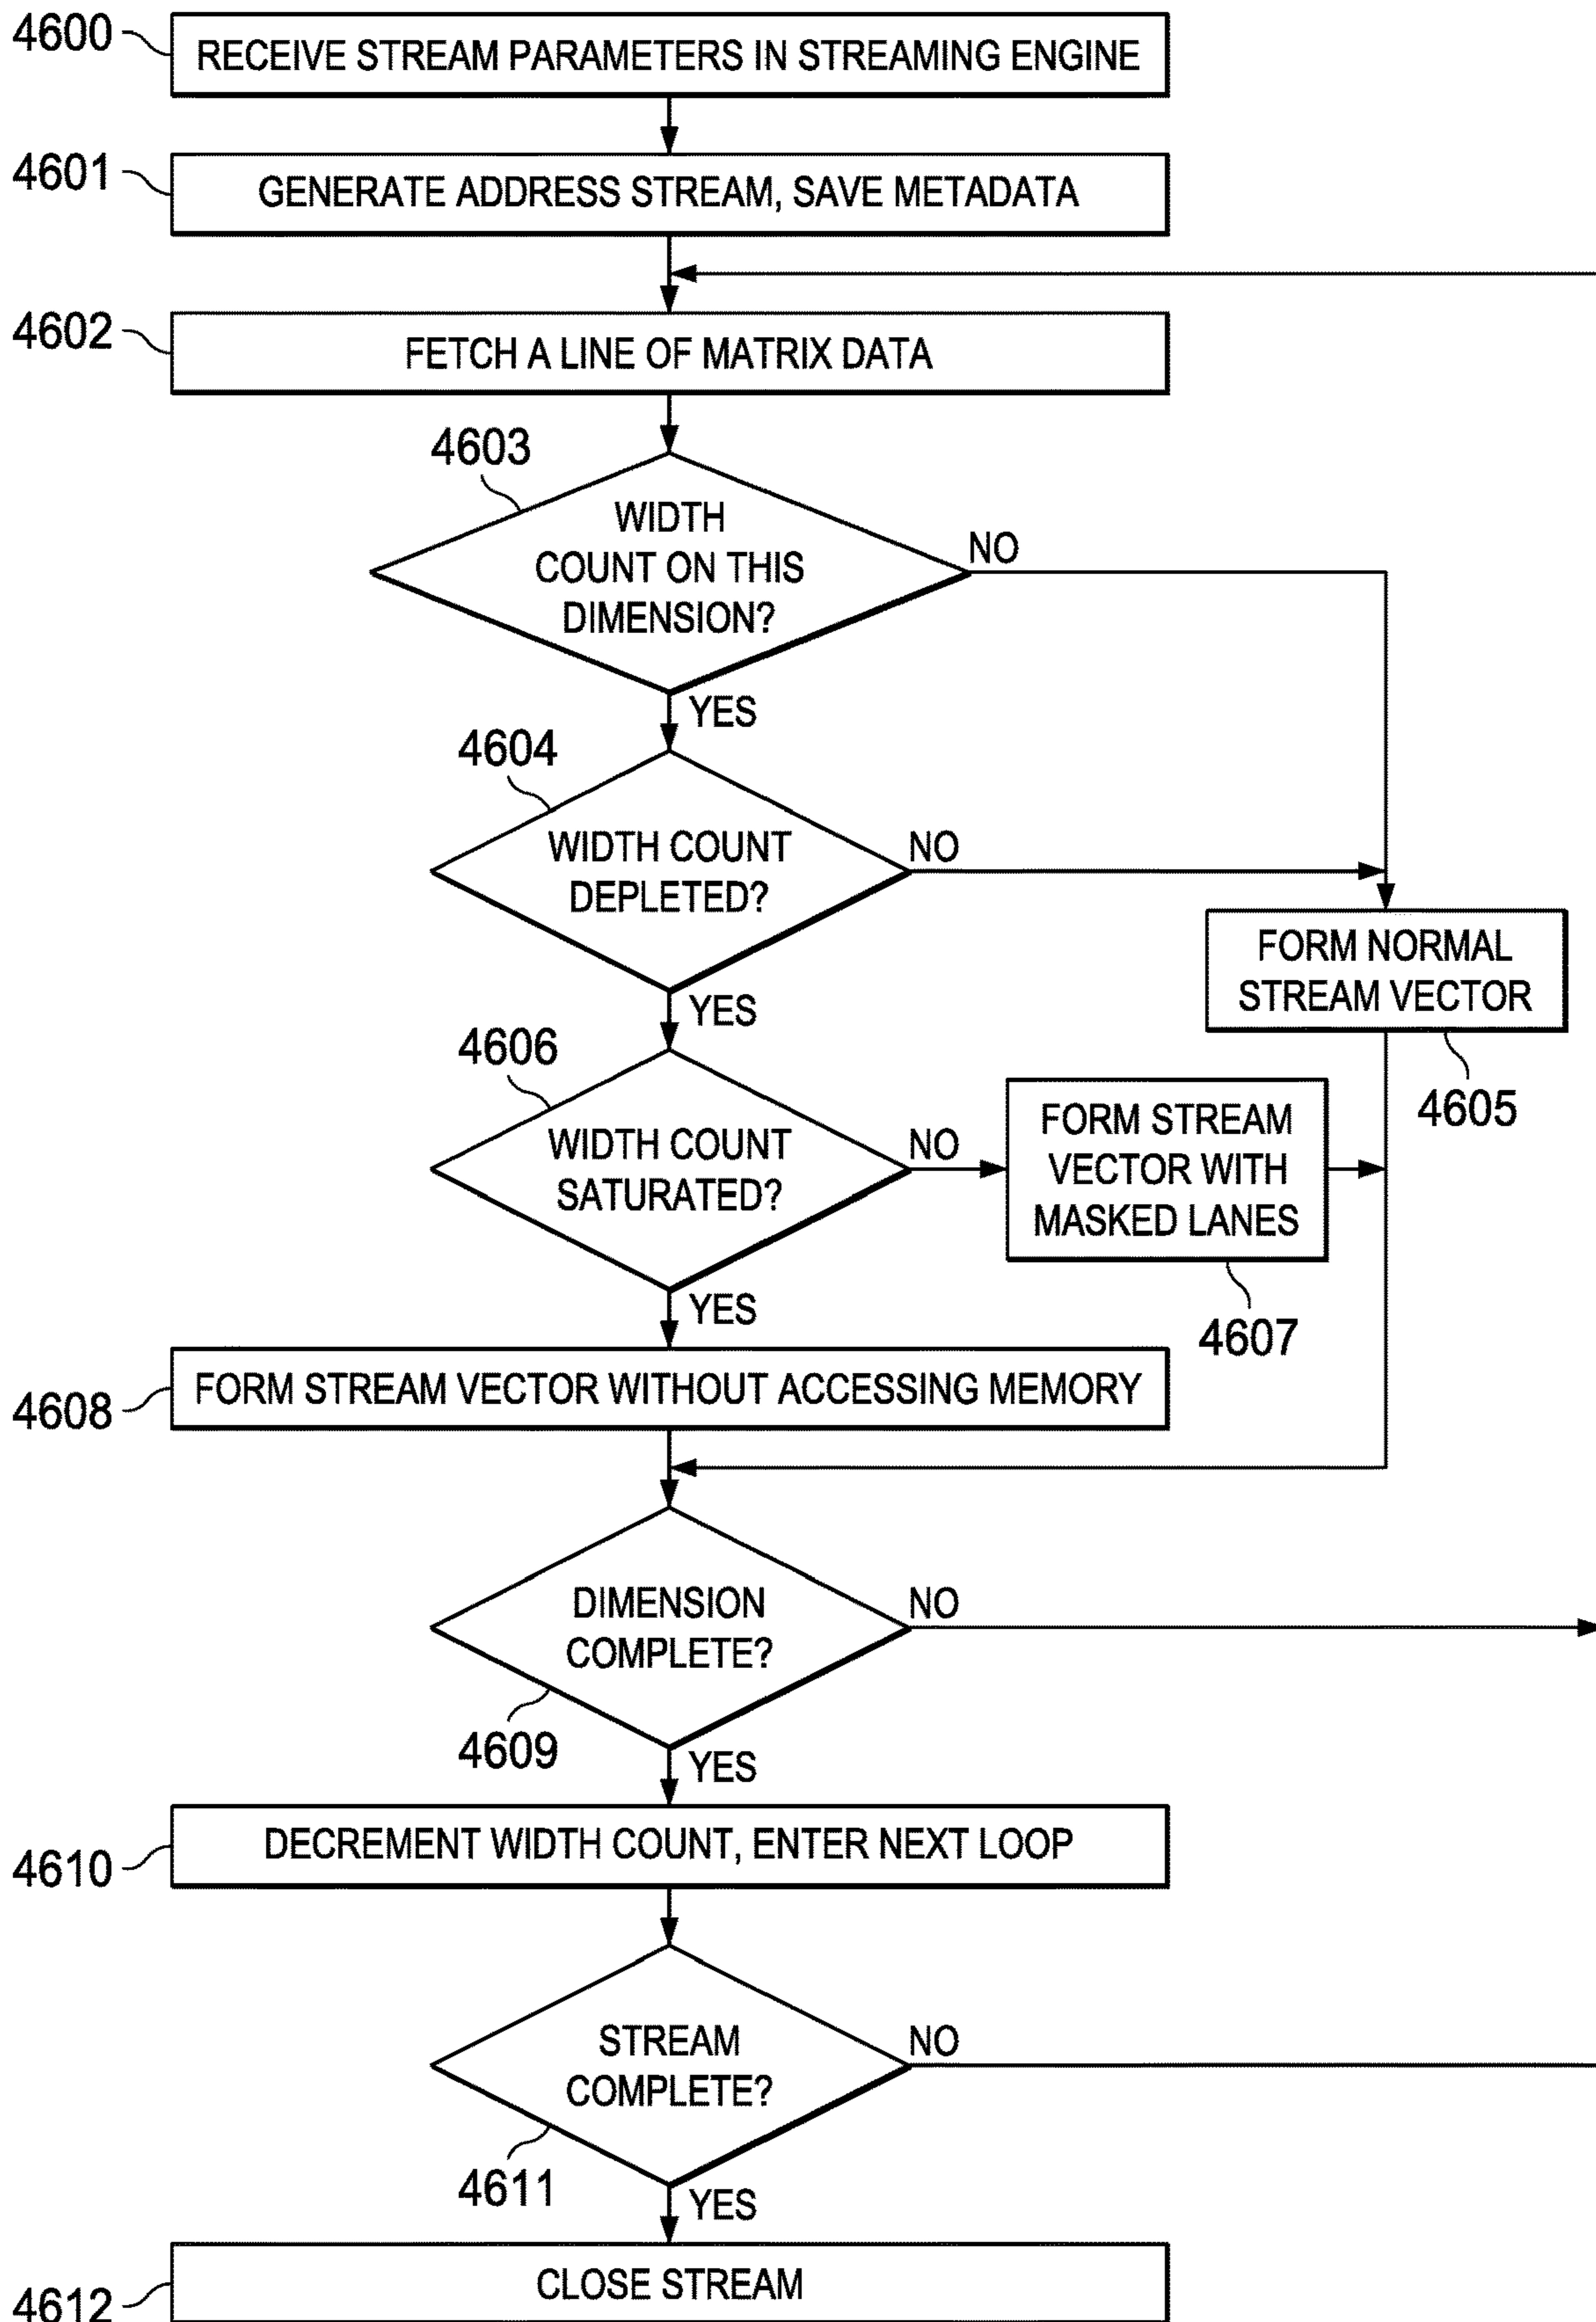 4600
RECEIVE STREAM PARAMETERS IN STREAMING ENGINE
4601
GENERATE ADDRESS STREAM, SAVE METADATA
4602
FETCH A LINE OF MATRIX DATA
4603
WIDTH
COUNT ON THIS
DIMENSION?
NO
YES
4604
WIDTH COUNT
DEPLETED?
NO
YES
FORM NORMAL
STREAM VECTOR
4605
4606
WIDTH COUNT
SATURATED?
NO
YES
FORM STREAM
VECTOR WITH
MASKED LANES
4607
4608
FORM STREAM VECTOR WITHOUT ACCESSING MEMORY
DIMENSION
COMPLETE?
NO
4609
YES
4610
DECREMENT WIDTH COUNT, ENTER NEXT LOOP
STREAM
COMPLETE?
NO
4611
YES
4612
CLOSE STREAM